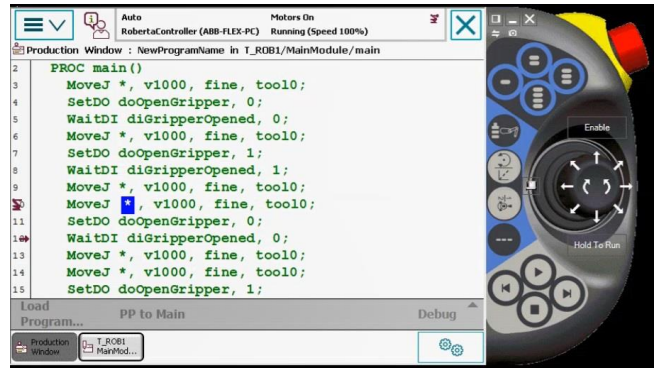 Auto
Motors On
RobertaController (ABB-FLEX-PC)
Running (Speed 100%)
Production Window : NewProgramName in T_ROB1/MainModule/main
2 PROC main()
3 MoveJ *, v1000, fine, tool0;
4 SetDO doOpenGripper, 0;
5 WaitDI diGripperOpened, 0;
6 MoveJ *, v1000, fine, tool0;
7 SetDO doOpenGripper, 1;
8 WaitDI diGripperOpened, 1;
9 MoveJ *, v1000, fine, tool0;
MoveJ *, v1000, fine, tool0;
11 SetDO doOpenGripper, 0;
WaitDI diGripperOpened, 0;
13 MoveJ *, v1000, fine, tool0;
14 MoveJ *, v1000, fine, tool0;
15 SetDO doOpenGripper, 1;
Load
Program...
PP to Main
Debug
Production
Window
T_ROB1
MainMod...
Enable
Hold To Run